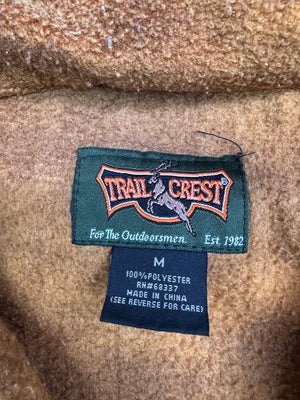 TRAIL CREST®
For The Outdoorsmen. Est. 1982
M
100% POLYESTER
RN#68337
MADE IN CHINA
(SEE REVERSE FOR CARE)